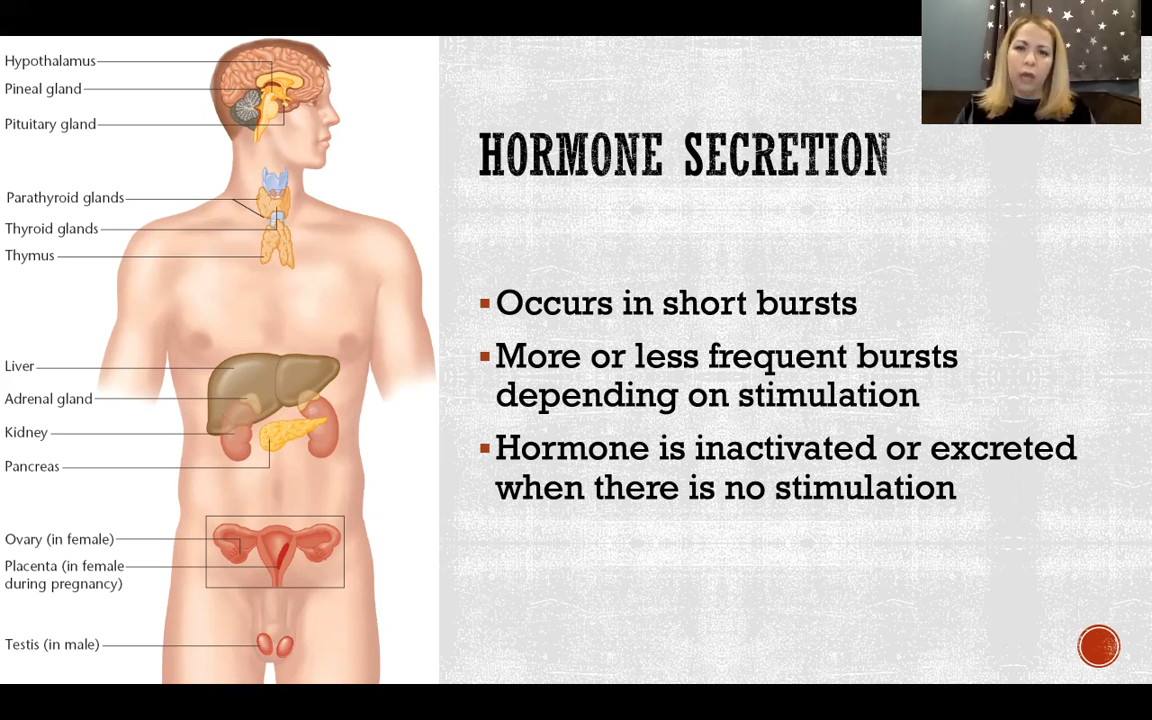 Hypothalamus
Pineal gland
Pituitary gland
Parathyroid glands
Thyroid glands
Thymus
Liver
Adrenal gland
Kidney
Pancreas
Ovary (in female)
Placenta (in female
during pregnancy)
Testis (in male)
HORMONE SECRETION
▪Occurs in short bursts
▪More or less frequent bursts
depending on stimulation
▪Hormone is inactivated or excreted
when there is no stimulation